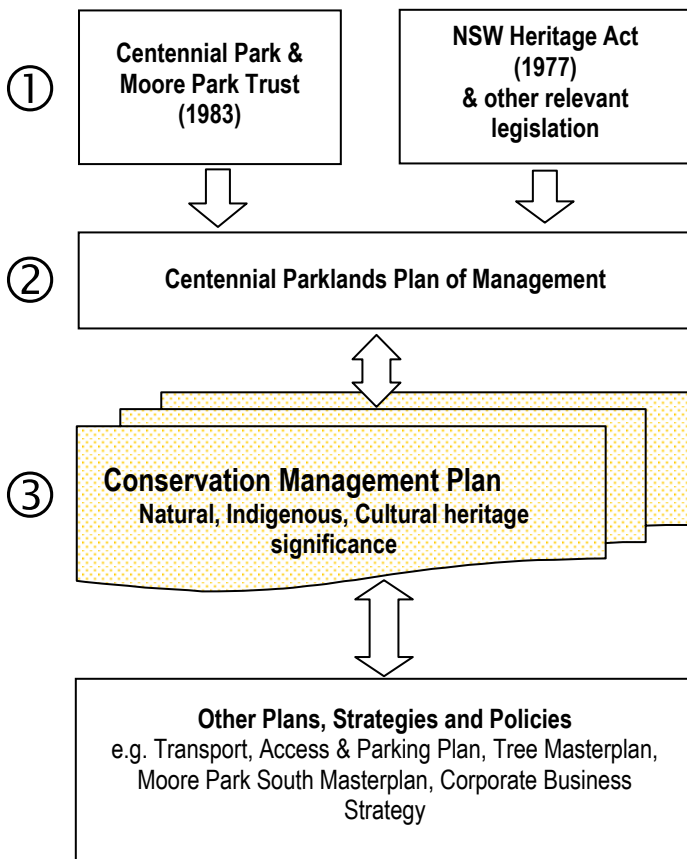 ①
Centennial Park &
Moore Park Trust
(1983)
NSW Heritage Act
(1977)
& other relevant
legislation
②
Centennial Parklands Plan of Management
③
Conservation Management Plan
Natural, Indigenous, Cultural heritage
significance
Other Plans, Strategies and Policies
e.g. Transport, Access & Parking Plan, Tree Masterplan,
Moore Park South Masterplan, Corporate Business
Strategy